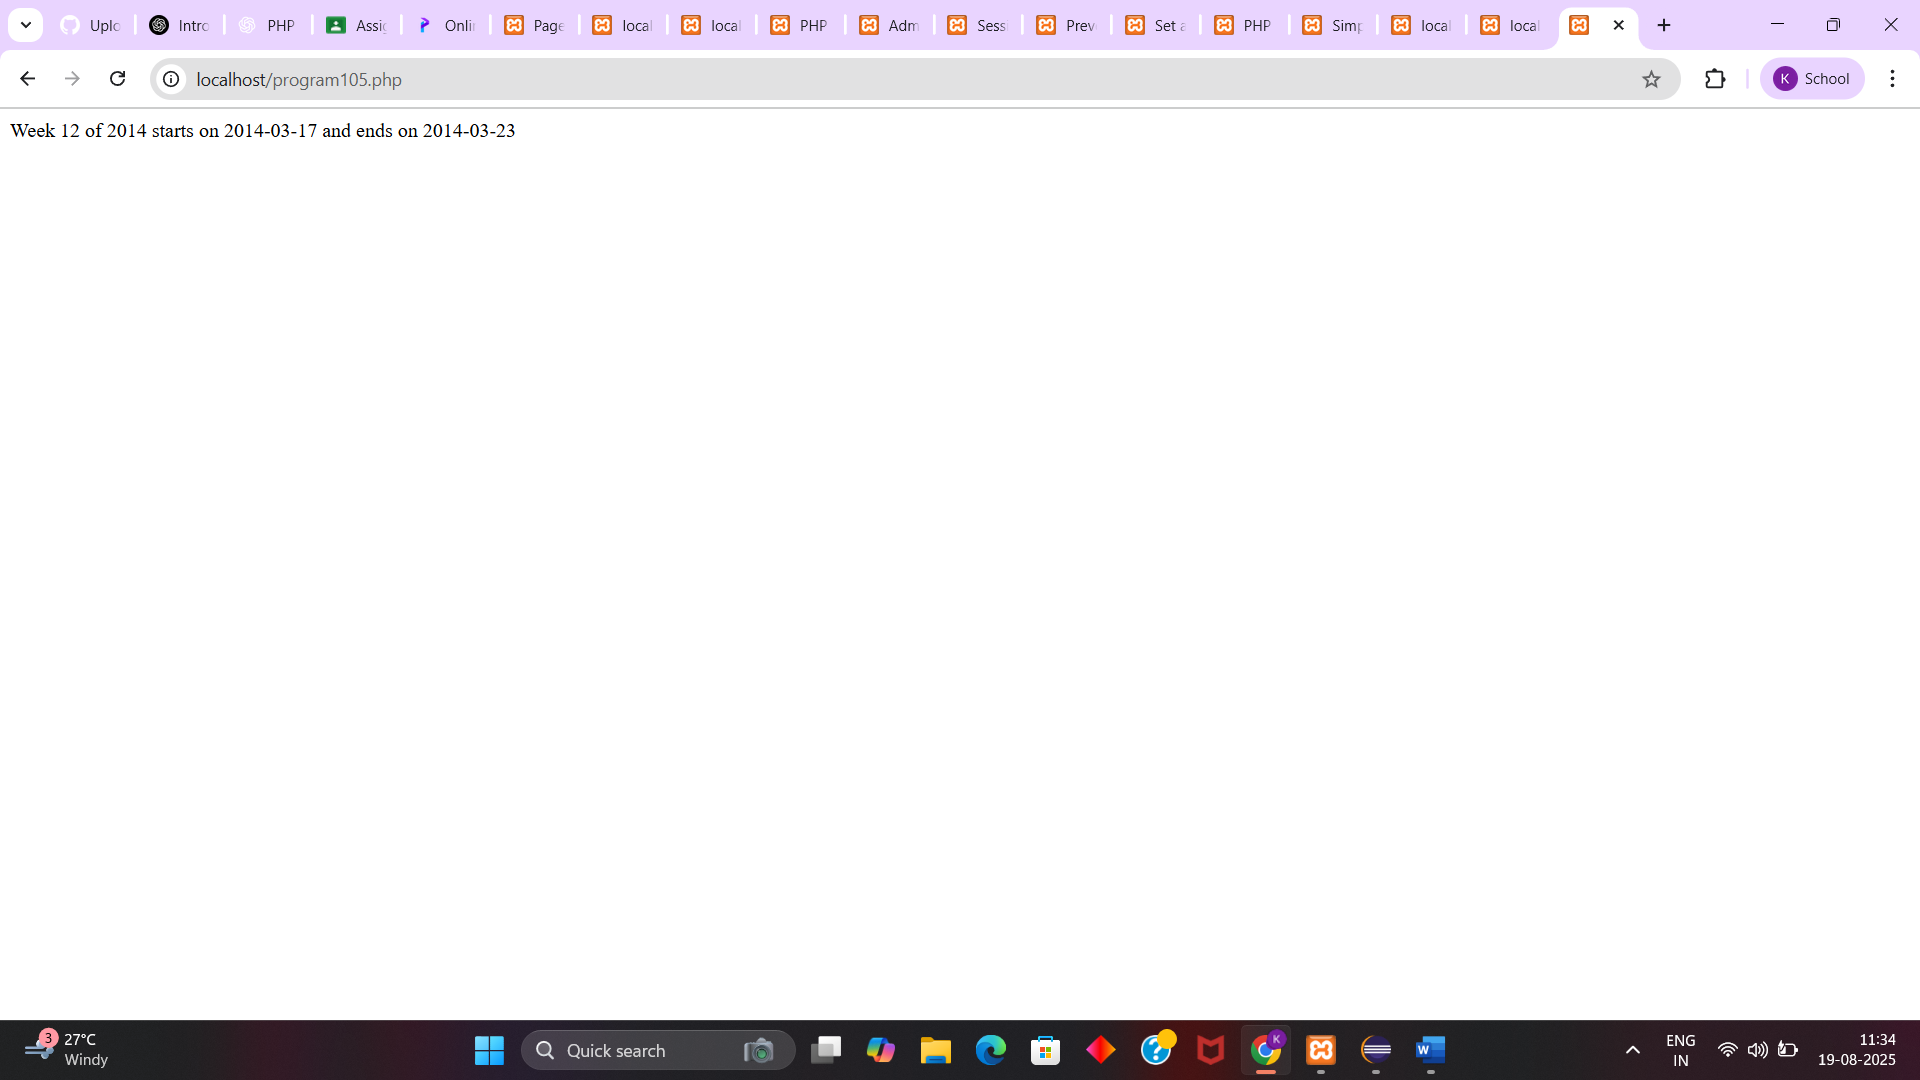 Uplo
Intro
PHP
Assig
Onlin
Page
local
local
PHP
Adm
Sess
Prev
Set a
PHP
Simp
local
local
localhost/program105.php
K
School
Week 12 of 2014 starts on 2014-03-17 and ends on 2014-03-23
3
27°C
Windy
Quick search
K
W
ENG
IN
11:34
19-08-2025